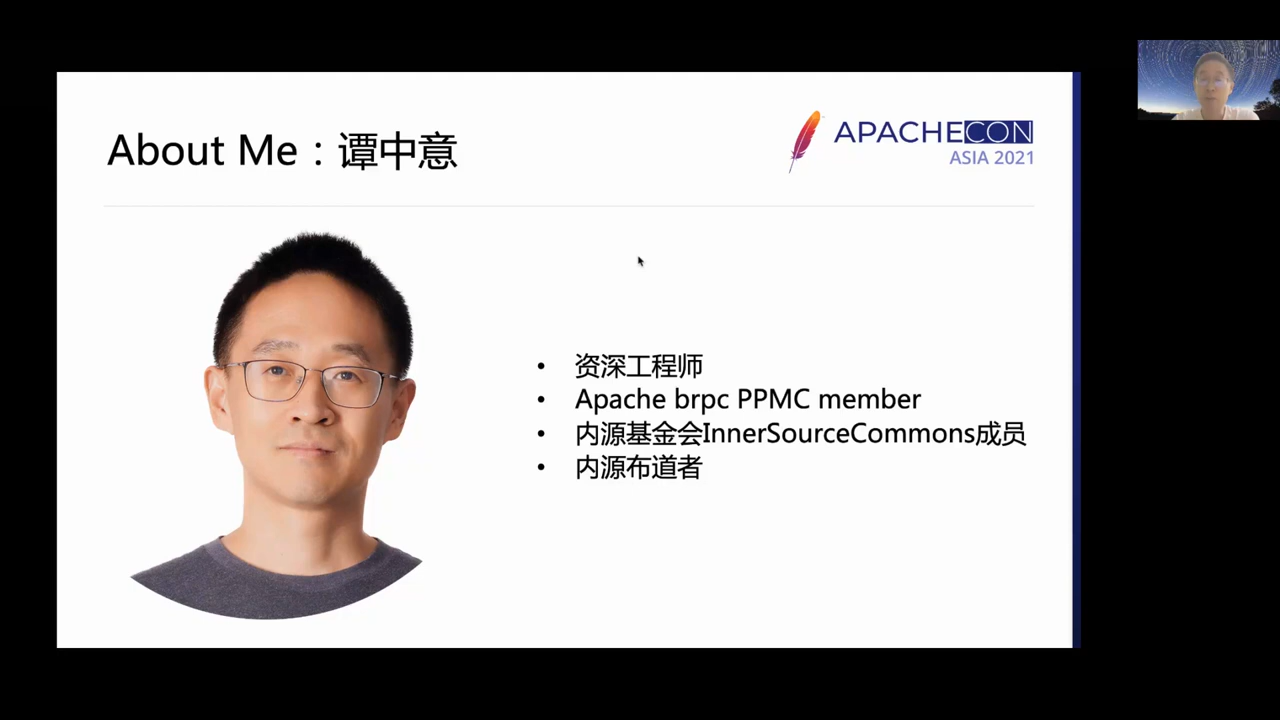 About Me：谭中意
APACHECON
ASIA 2021
• 资深工程师
• Apache brpc PPMC member
• 内源基金会InnerSourceCommons成员
• 内源布道者